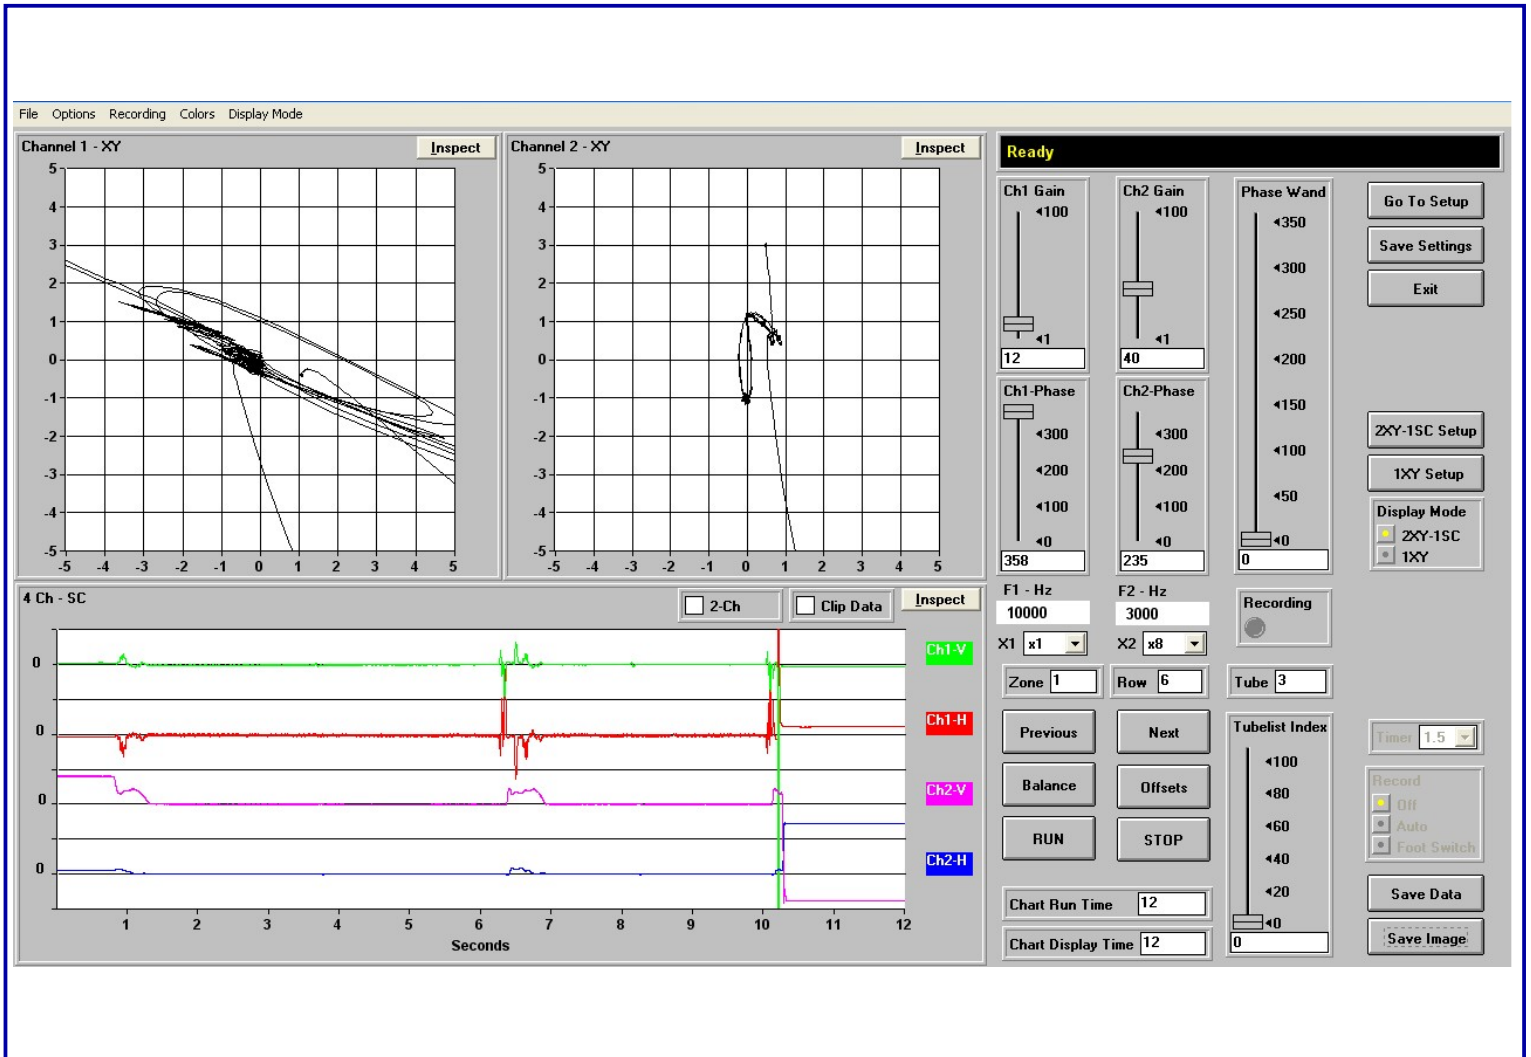 File Options Recording Colors Display Mode
Channel 1 - XY
Inspect
5
4
3
2
1
0
-1
-2
-3
-4
-5
-5 -4 -3 -2 -1 0 1 2 3 4 5
Channel 2 - XY
Inspect
5
4
3
2
1
0
-1
-2
-3
-4
-5
-5 -4 -3 -2 -1 0 1 2 3 4 5
4 Ch - SC
2-Ch
Clip Data
Inspect
0
0
0
0
Ch1-V
Ch1-H
Ch2-V
Ch2-H
1 2 3 4 5 6 7 8 9 10 11 12
Seconds
Ready
Ch1 Gain
100
1
12
Ch2 Gain
100
1
40
Phase Wand
350
300
250
200
150
100
50
0
0
Ch1-Phase
300
200
100
0
358
Ch2-Phase
300
200
100
0
235
Go To Setup
Save Settings
Exit
2XY-1SC Setup
1XY Setup
Display Mode
2XY-1SC
1XY
F1 - Hz
10000
F2 - Hz
3000
Recording
X1 x1
X2 x8
Zone 1
Row 6
Tube 3
Previous
Next
Balance
Offsets
RUN
STOP
Tubelist Index
100
80
60
40
20
0
0
Timer 1.5
Record
Off
Auto
Foot Switch
Chart Run Time 12
Chart Display Time 12
Save Data
Save Image